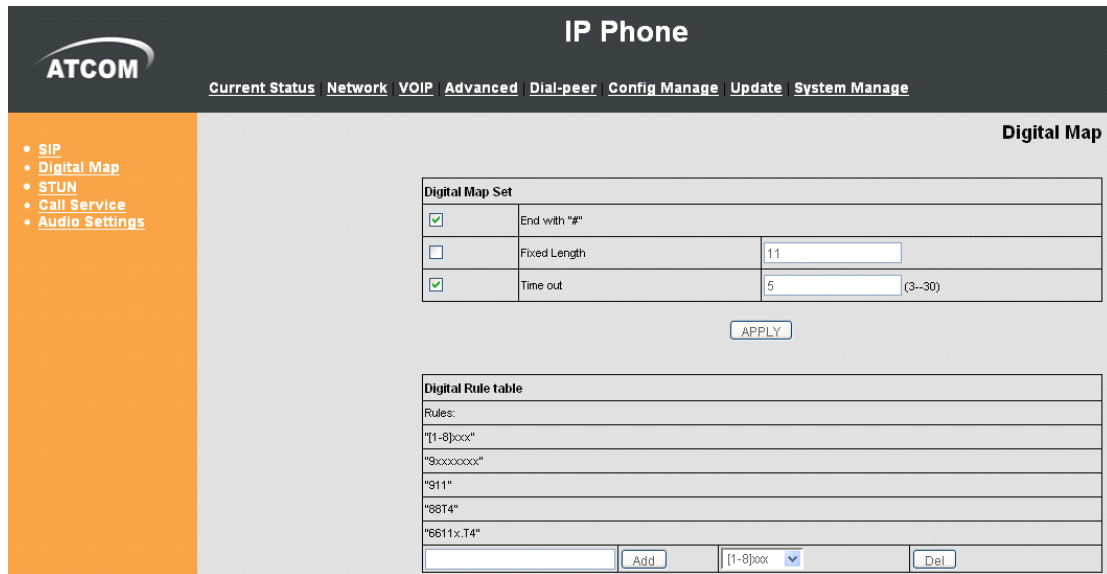 IP Phone
ATCOM
Current Status | Network | VOIP | Advanced | Dial-peer | Config Manage | Update | System Manage
Digital Map
SIP
Digital Map
STUN
Call Service
Audio Settings
Digital Map Set
End with "#"
Fixed Length 11
Time out 5 (3--30)
APPLY
Digital Rule table
Rules:
"[1-8]xxx"
"9xxxxxxx"
"911"
"88T4"
"6611x.T4"
Add [1-8]xxx Del